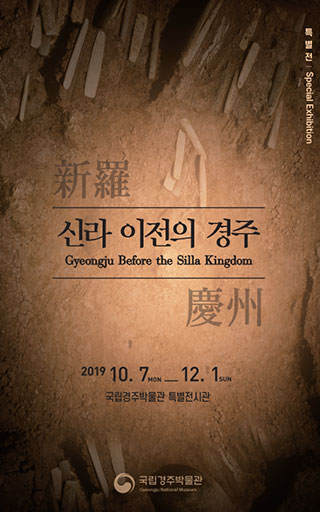 특별전 Special Exhibition
新羅
신라 이전의 경주
Gyeongju Before the Silla Kingdom
慶州
2019 10. 7 MON __ 12. 1 SUN
국립경주박물관 특별전시관
국립경주박물관
Gyeongju National Museum